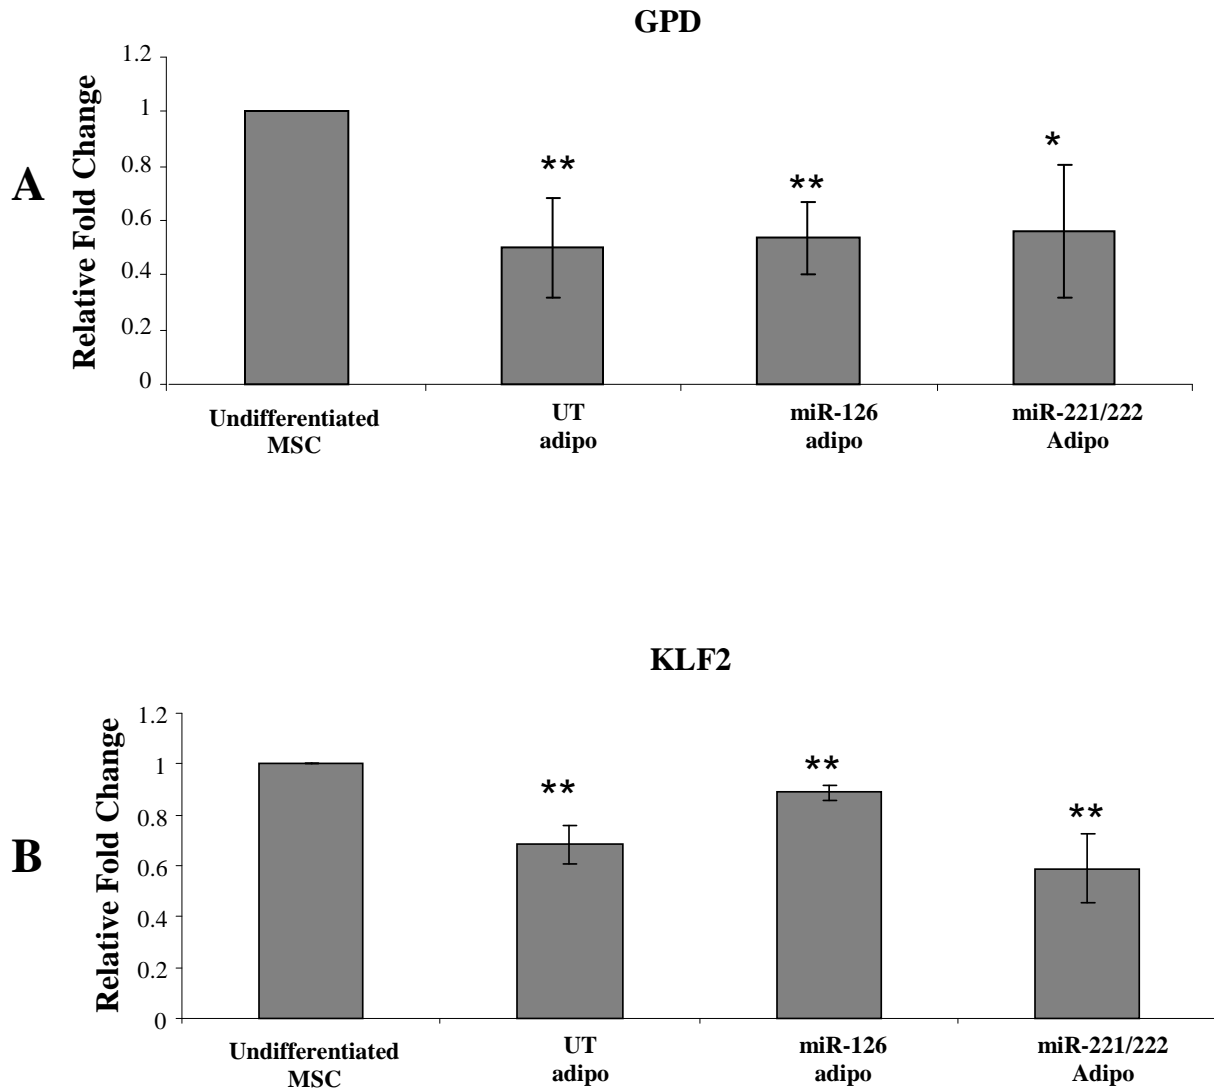 GPD
A
Relative Fold Change
1.2
1
0.8
0.6
0.4
0.2
0
**
**
*
Undifferentiated
MSC
UT
adipo
miR-126
adipo
miR-221/222
Adipo
KLF2
B
Relative Fold Change
1.2
1
0.8
0.6
0.4
0.2
0
**
**
**
Undifferentiated
MSC
UT
adipo
miR-126
adipo
miR-221/222
Adipo